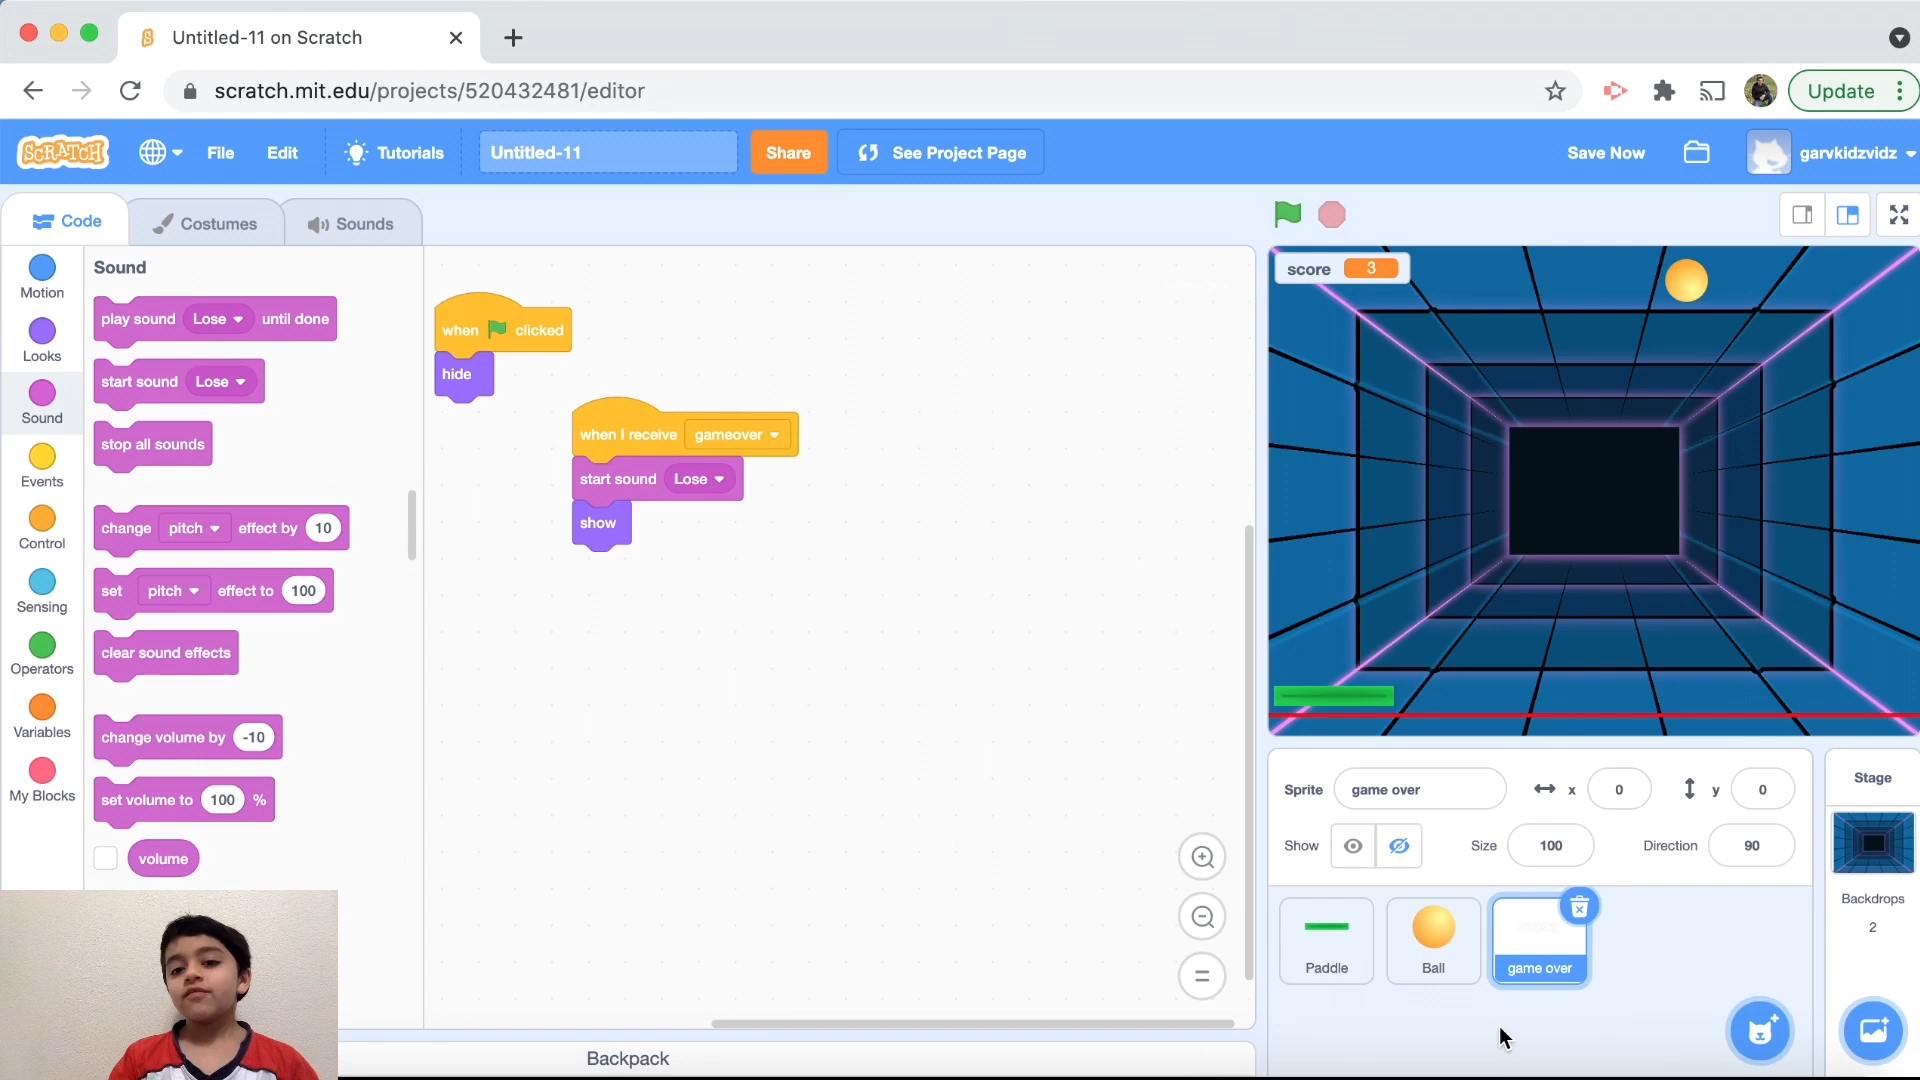 Untitled-11 on Scratch
scratch.mit.edu/projects/520432481/editor
Update
SCRATCH
File
Edit
Tutorials
Untitled-11
Share
See Project Page
Save Now
garvkidzvidz
Code
Costumes
Sounds
Motion
Looks
Sound
Events
Control
Sensing
Operators
Variables
My Blocks
Sound
play sound Lose until done
start sound Lose
stop all sounds
change pitch effect by 10
set pitch effect to 100
clear sound effects
change volume by -10
set volume to 100 %
volume
when clicked
hide
when I receive gameover
start sound Lose
show
Backpack
score 3
Sprite game over x 0 y 0
Show Size 100 Direction 90
Paddle
Ball
game over
Stage
Backdrops
2